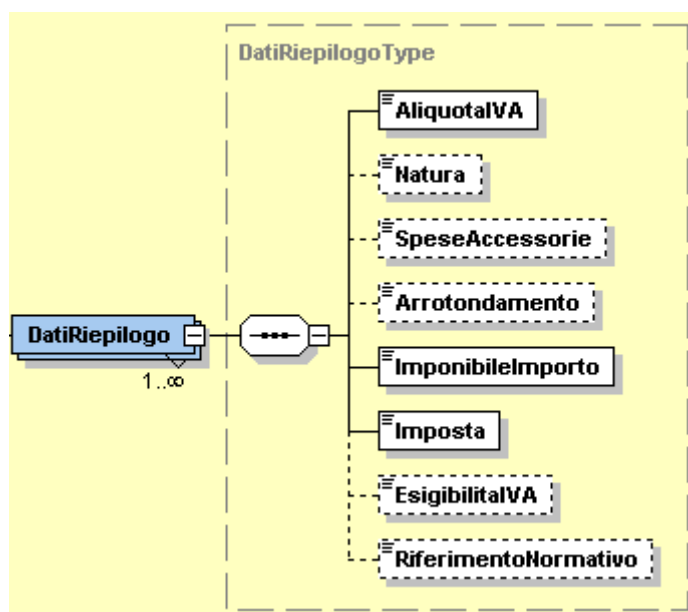 DatiRiepilogoType
AliquotaIVA
Natura
SpeseAccessorie
Arrotondamento
DatiRiepilogo
1..∞
ImponibileImporto
Imposta
EsigibilitaIVA
RiferimentoNormativo